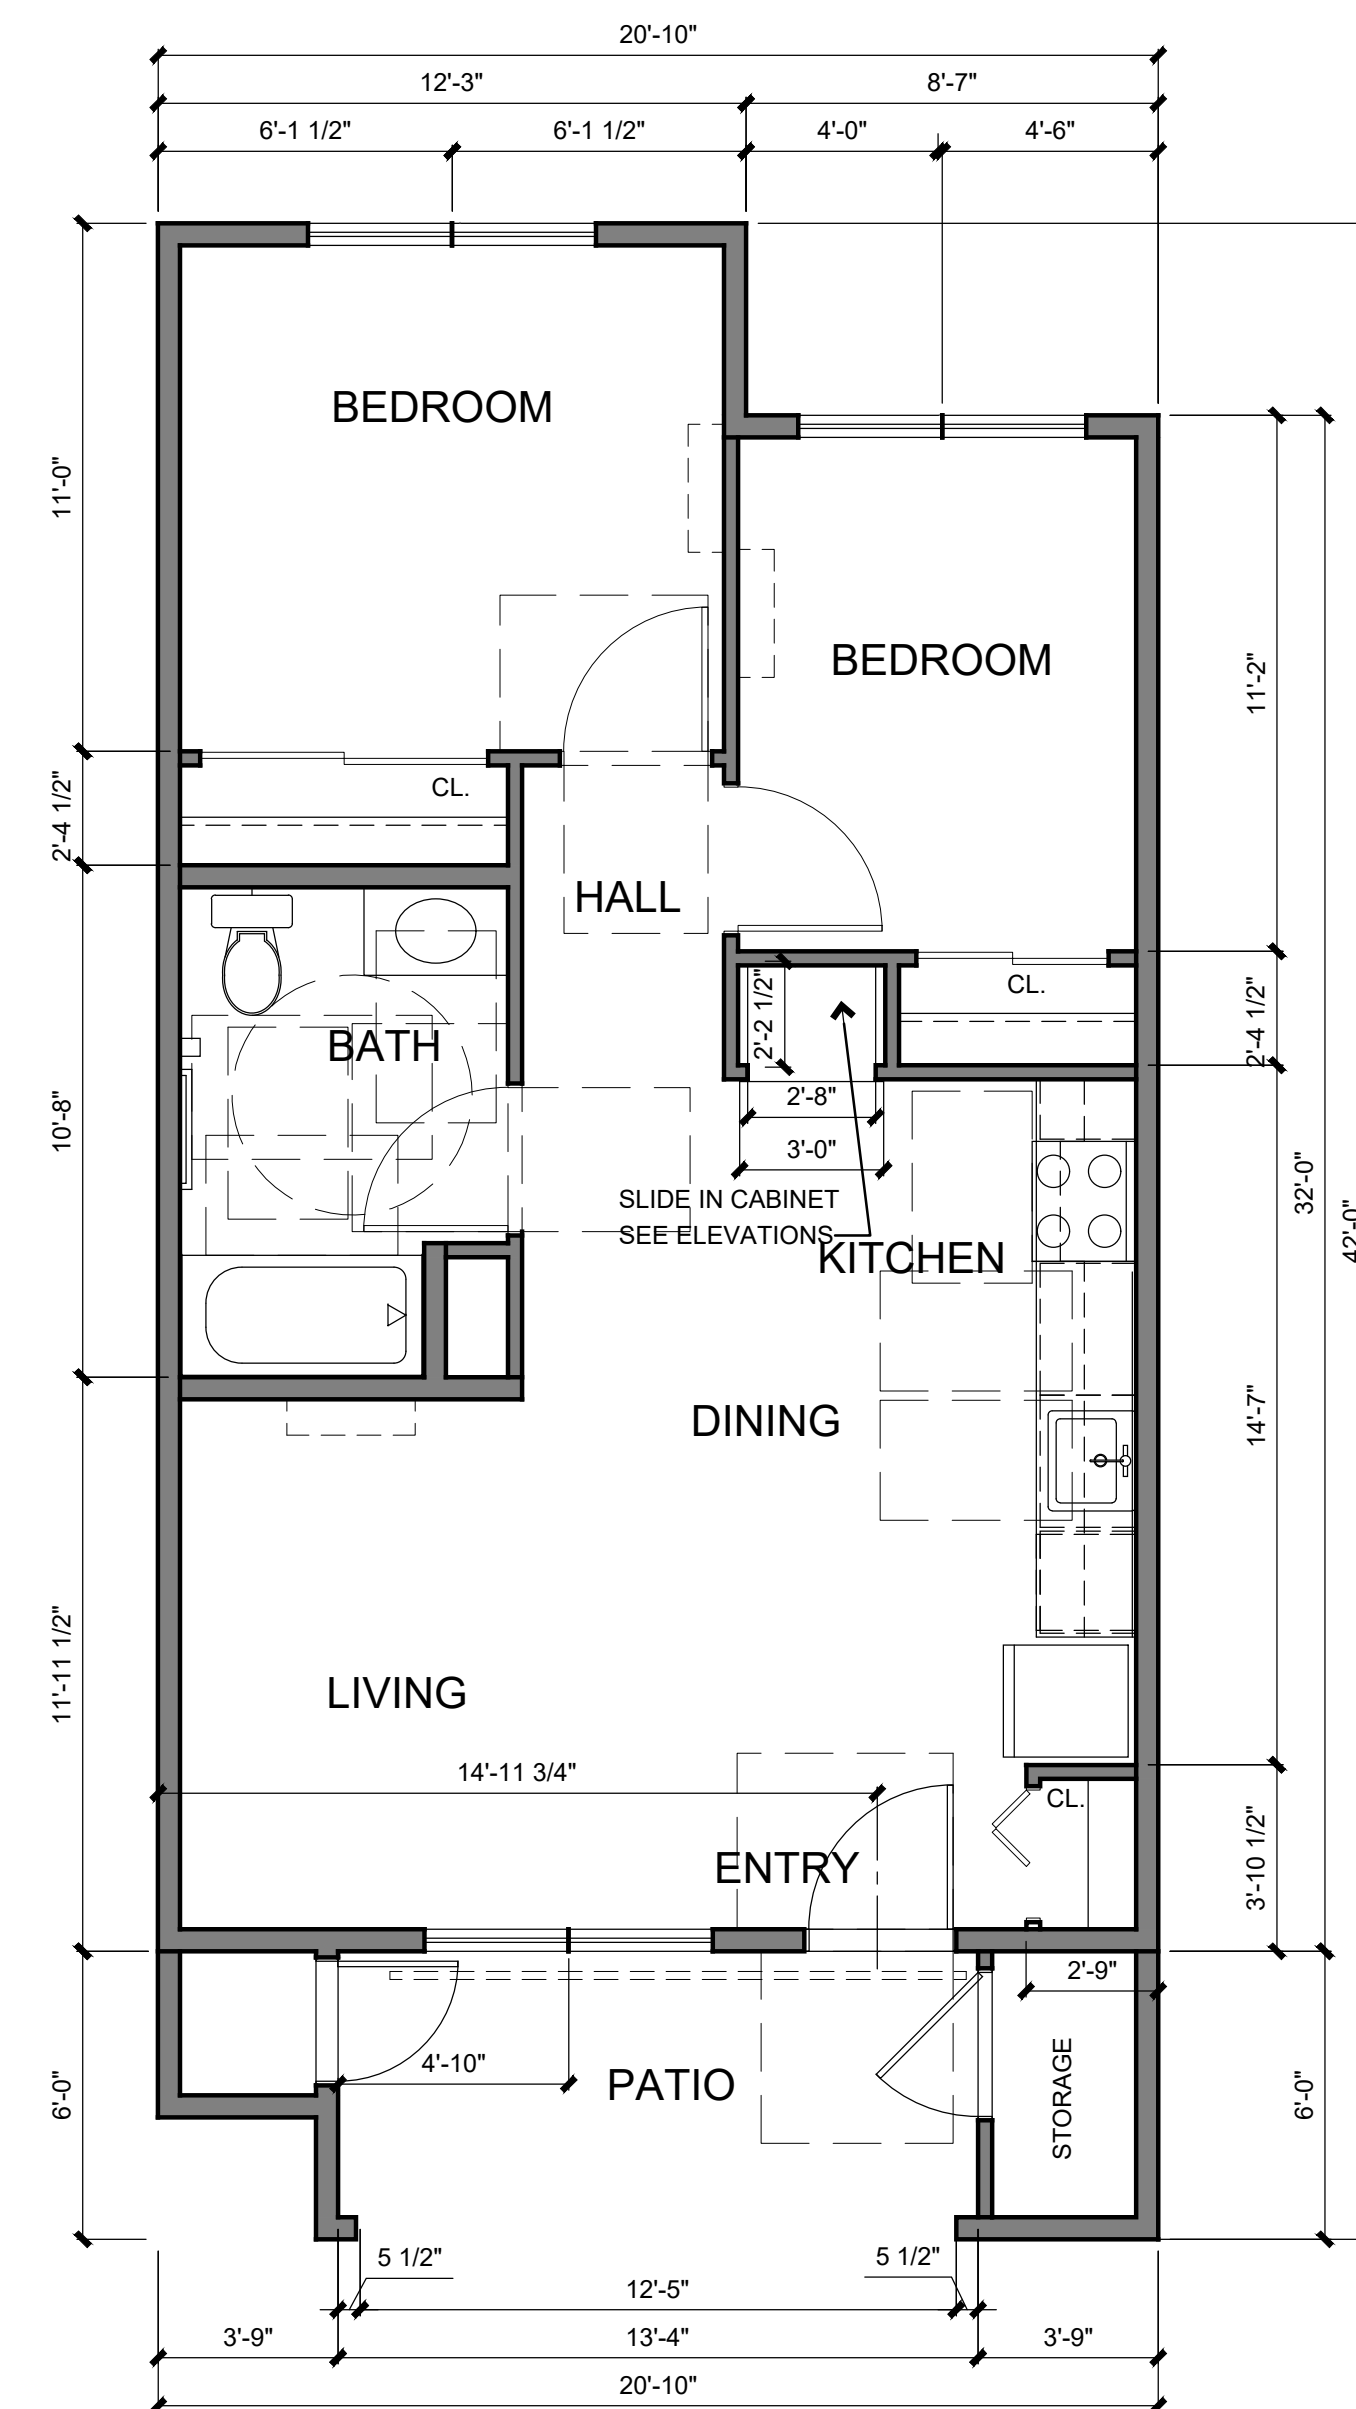 20'-10"
12'-3"
8'-7"
6'-1 1/2"
6'-1 1/2"
4'-0"
4'-6"
BEDROOM
11'-0"
BEDROOM
11'-2"
CL.
2'-4 1/2"
HALL
CL.
2'-2 1/2"
2'-4 1/2"
BATH
10'-8"
2'-8"
3'-0"
32'-0"
SLIDE IN CABINET
SEE ELEVATIONS
42'-0"
KITCHEN
DINING
14'-7"
11'-11 1/2"
LIVING
14'-11 3/4"
CL.
ENTRY
3'-10 1/2"
2'-9"
4'-10"
PATIO
STORAGE
6'-0"
6'-0"
5 1/2"
5 1/2"
12'-5"
3'-9"
13'-4"
3'-9"
20'-10"